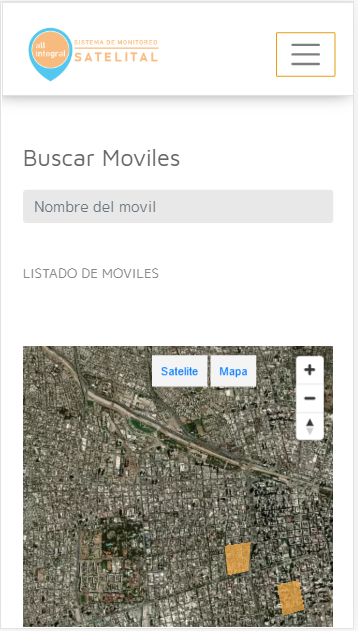 all
integral
SISTEMA DE MONITOREO
SATELITAL
Buscar Moviles
Nombre del movil
LISTADO DE MOVILES
Satelite
Mapa